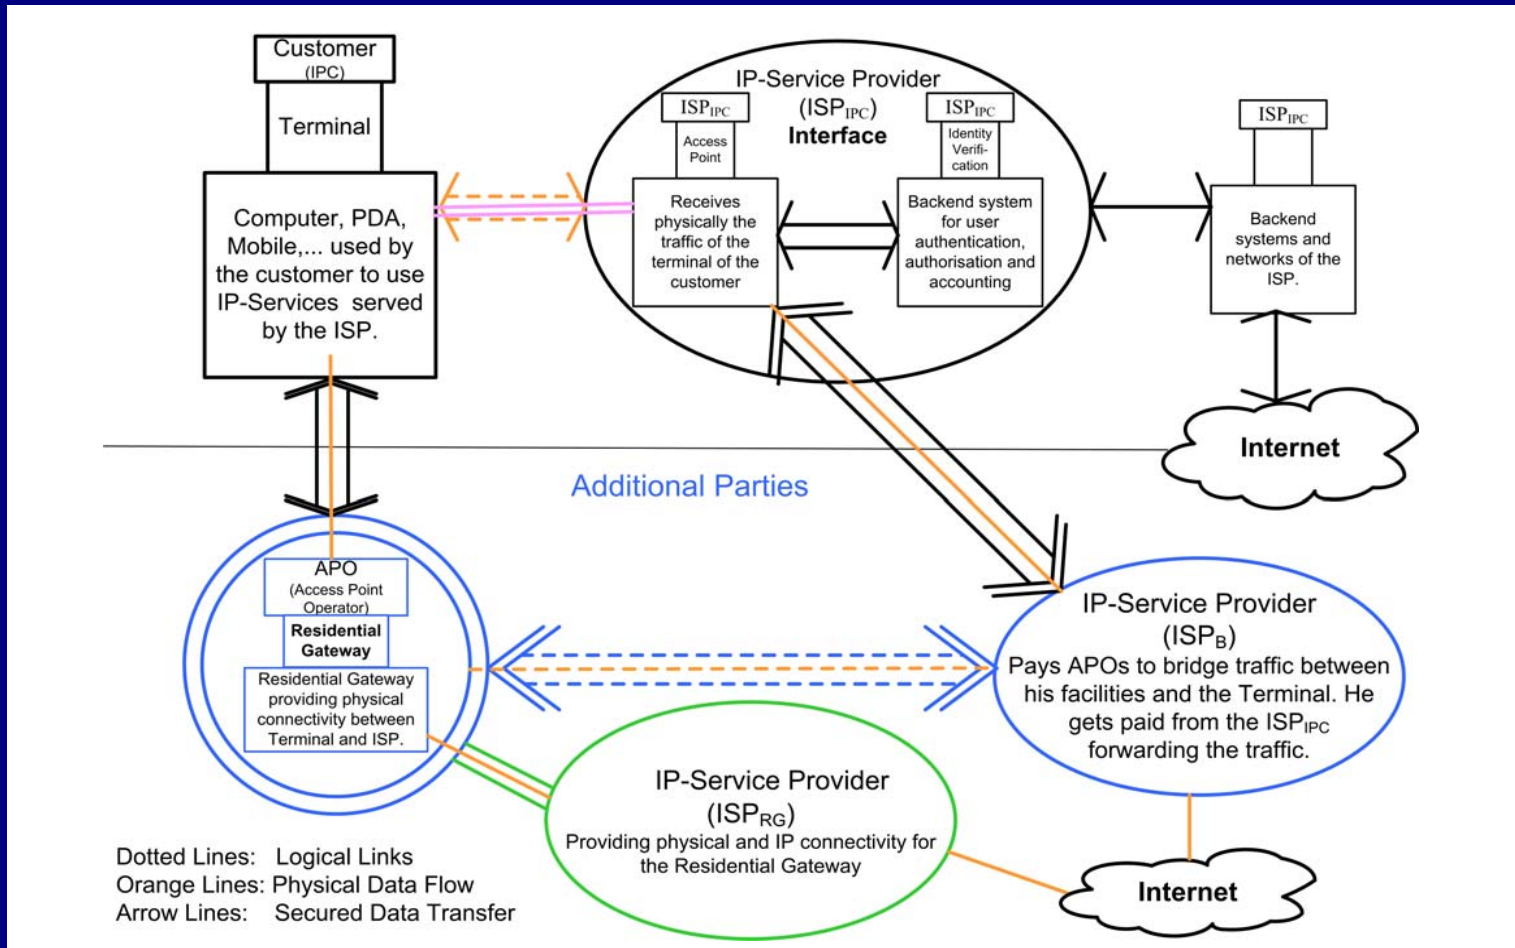 Customer
(IPC)
Terminal
Computer, PDA,
Mobile,... used by
the customer to use
IP-Services served
by the ISP.
IP-Service Provider
(ISPIPC)
Interface
ISPIPC
Access
Point
Receives
physically the
traffic of the
terminal of the
customer
ISPIPC
Identity
Verifi-
cation
Backend system
for user
authentication,
authorisation and
accounting
ISPIPC
Backend
systems and
networks of the
ISP.
Internet
Additional Parties
APO
(Access Point
Operator)
Residential
Gateway
Residential Gateway
providing physical
connectivity between
Terminal and ISP.
IP-Service Provider
(ISPB)
Pays APOs to bridge traffic between
his facilities and the Terminal. He
gets paid from the ISPIPC
forwarding the traffic.
IP-Service Provider
(ISPRG)
Providing physical and IP connectivity for
the Residential Gateway
Internet
Dotted Lines: Logical Links
Orange Lines: Physical Data Flow
Arrow Lines: Secured Data Transfer